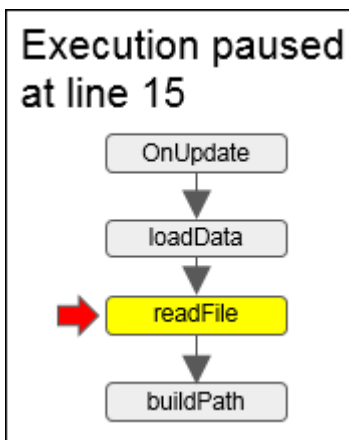 Execution paused
at line 15
OnUpdate
loadData
readFile
buildPath